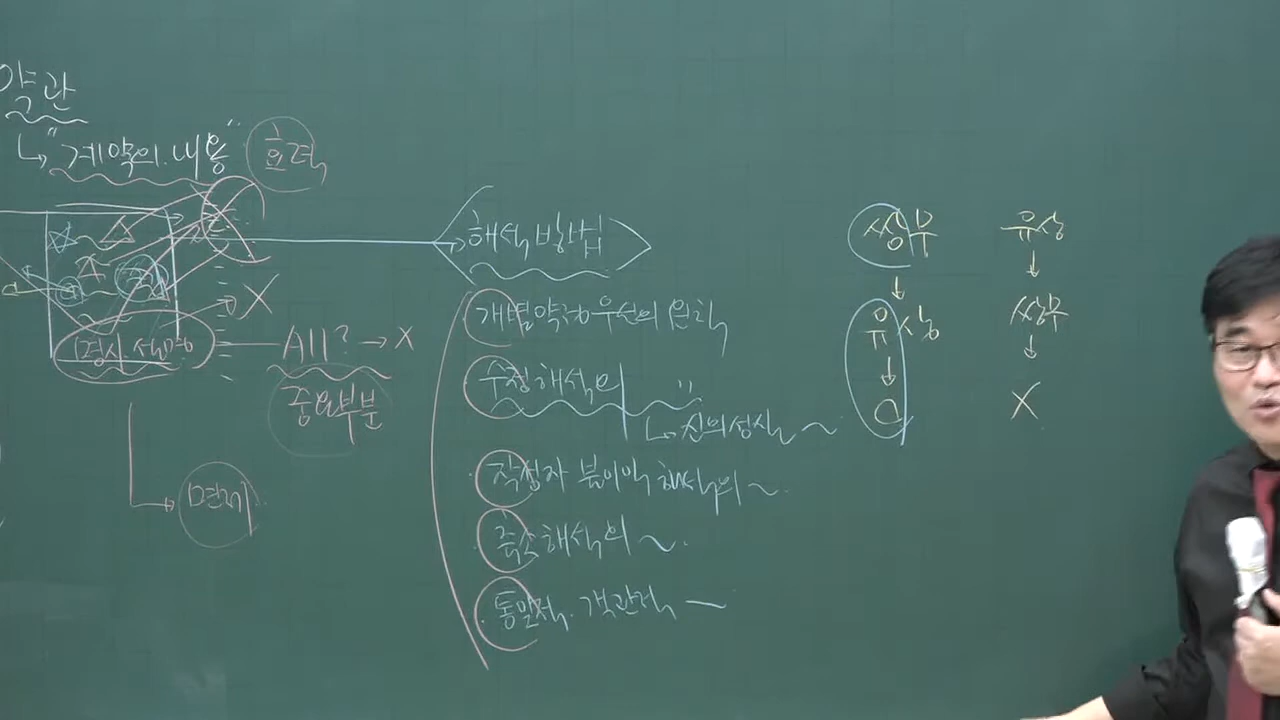 약관
↳ "계약의 내용" 효력
해석방법
개별약정우선의 원칙
수정해석의 "
↳ 신의성실 ~
작성자 불이익 해석의 ~
축소해석의 ~
통일적. 객관적 ~
명시. 설명
All? → X
X
중요부분
↳ 면제
상무
↓
유상
↓
O
유상
↓
상무
↓
X